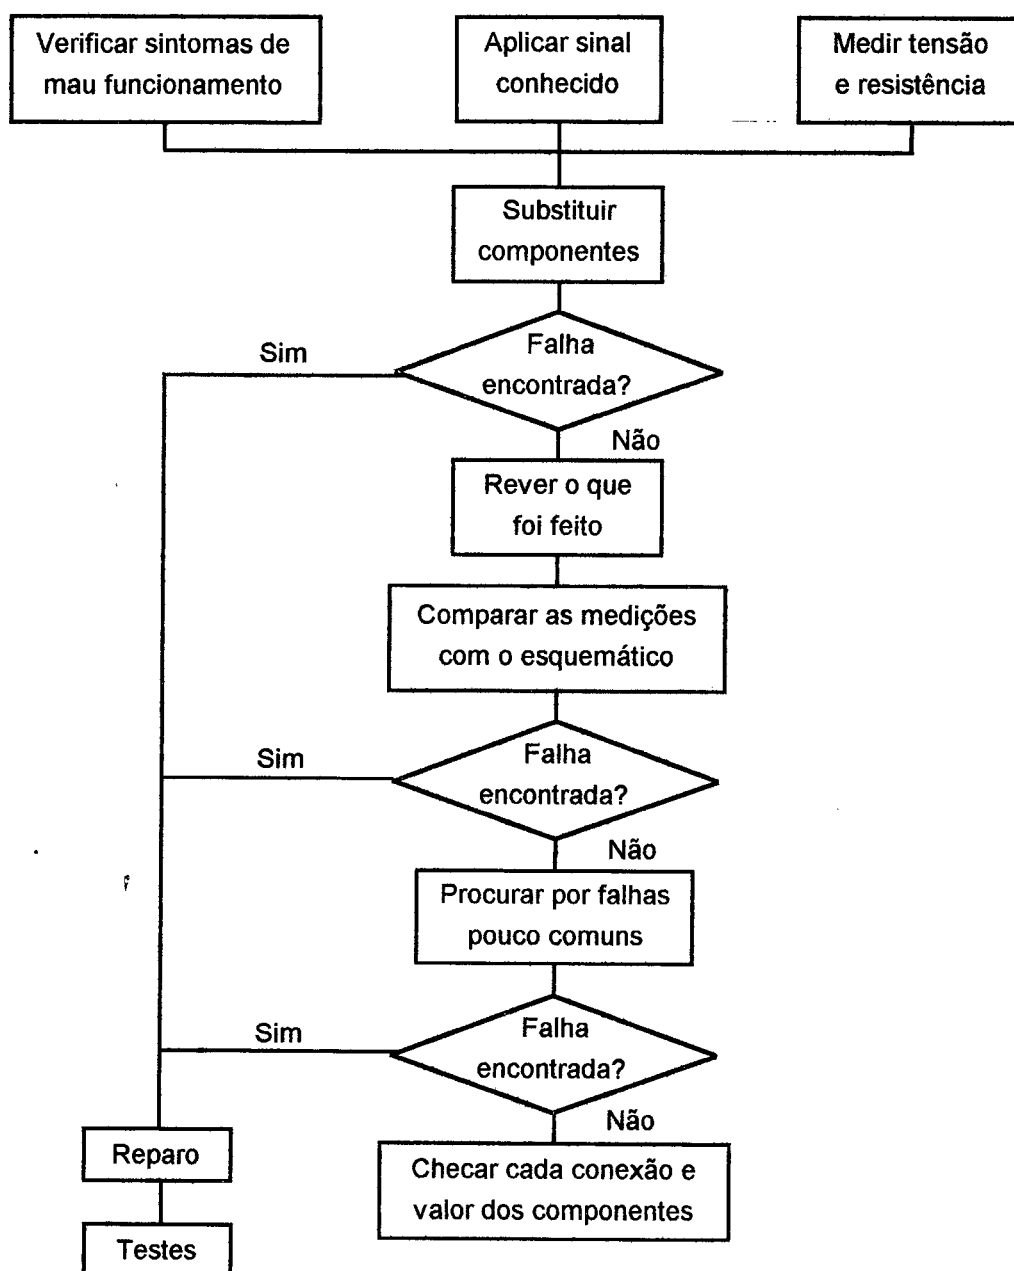 Verificar sintomas de
mau funcionamento
Aplicar sinal
conhecido
Medir tensão
e resistência
Substituir
componentes
Sim
Falha
encontrada?
Não
Rever o que
foi feito
Comparar as medições
com o esquemático
Sim
Falha
encontrada?
Não
Procurar por falhas
pouco comuns
Sim
Falha
encontrada?
Não
Reparo
Checar cada conexão e
valor dos componentes
Testes